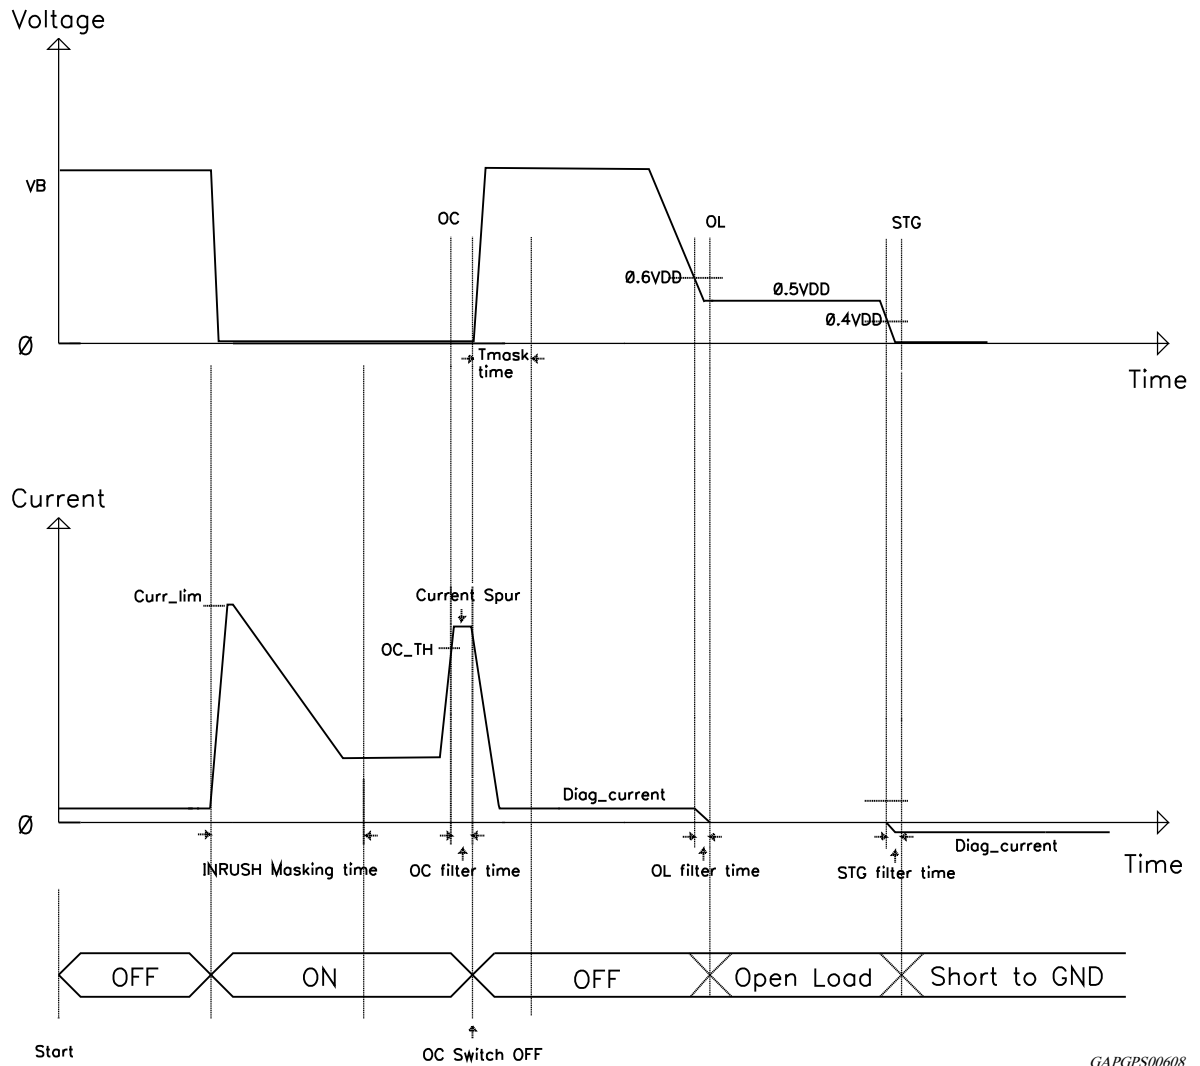 Voltage
VB
OC
OL
STG
0.6VDD
0.5VDD
0.4VDD
Ø
Tmask
time
Time
Current
Curr_lim
Current Spur
OC_TH
Diag_current
Ø
Diag_current
INRUSH Masking time
OC filter time
OL filter time
STG filter time
Time
OFF
ON
OFF
Open Load
Short to GND
Start
OC Switch OFF
GAPGPS00608